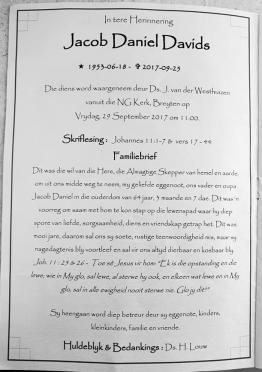 In tere Herinnering
Jacob Daniel Davids
★ 1953-06-18 - ✞ 2017-09-25
Die diens word waargeneem deur Ds. J. van der Westhuizen
vanuit die NG Kerk, Breyten op
Vrydag, 29 September 2017 om 11:00.
Skriflesing : Johannes 11:1-7 & vers 17 - 44
Familiebrief
Dit was die wil van die Here, die Almagtige Skepper van hemel en aarde,
om uit ons midde weg te neem, my geliefde eggenoot, ons vader en oupa
Jacob Daniel in die ouderdom van 64 jaar, 3 maande en 7 dae. Dit was 'n
voorreg om saam met hom te kon stap op die lewenspad waar hy diep
spore van liefde, sorgsaamheid, diens en vriendskap getrap het. Dit was
mooi jare, daarom sal ons sy soete, rustige teenwoordigheid mis, maar sy
nagedagtenis bly voortleef en sal vir ons altyd dierbaar en kosbaar bly.
Joh. 11 : 25 & 26 - Toe sê Jesus vir hom: "Ek is die opstanding en die
lewe; wie in My glo, sal lewe, al sterwe hy ook, en elkeen wat lewe en in My
glo, sal in alle ewigheid nooit sterwe nie. Glo jy dit?"
Sy heengaan word diep betreur deur sy eggenote, kinders,
kleinkinders, familie en vriende.
Huldeblyk & Bedankings : Ds. H. Louw